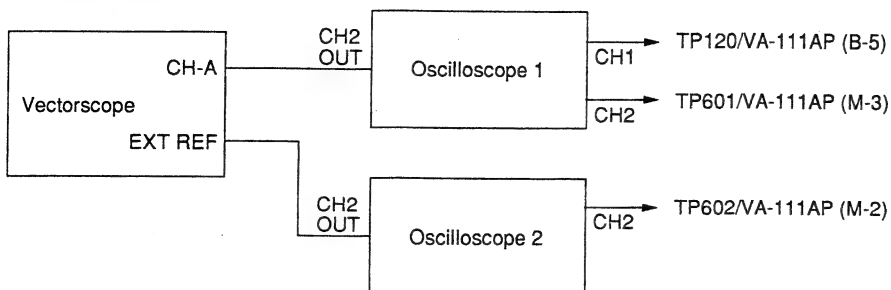 CH2
OUT
CH-A
Vectorscope
EXT REF
Oscilloscope 1
CH1
TP120/VA-111AP (B-5)
CH2
TP601/VA-111AP (M-3)
CH2
OUT
Oscilloscope 2
CH2
TP602/VA-111AP (M-2)